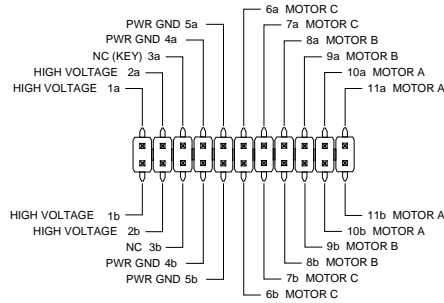 6a MOTOR C
PWR GND 5a
7a MOTOR C
PWR GND 4a
8a MOTOR B
NC (KEY) 3a
9a MOTOR B
HIGH VOLTAGE 2a
10a MOTOR A
HIGH VOLTAGE 1a
11a MOTOR A
HIGH VOLTAGE 1b
11b MOTOR A
HIGH VOLTAGE 2b
10b MOTOR A
NC 3b
9b MOTOR B
PWR GND 4b
8b MOTOR B
PWR GND 5b
7b MOTOR C
6b MOTOR C